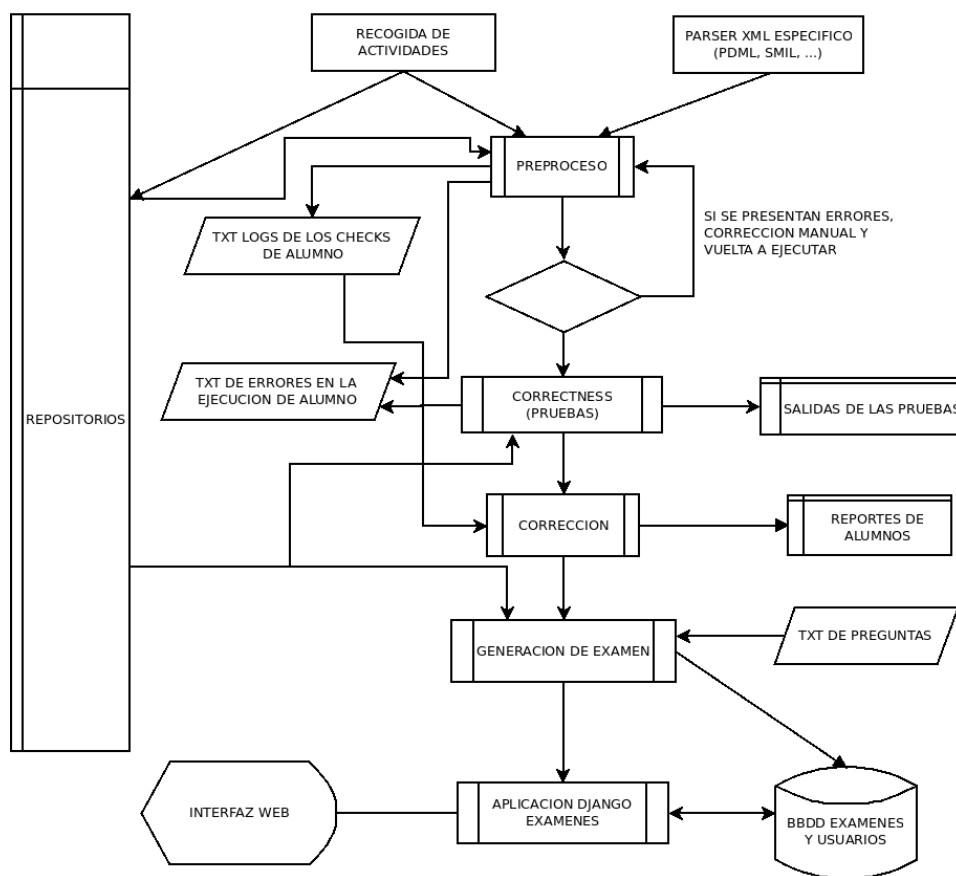 RECOGIDA DE
ACTIVIDADES
PARSER XML ESPECIFICO
(PDML, SMIL, ...)
PREPROCESO
SI SE PRESENTAN ERRORES,
CORRECCION MANUAL Y
VUELTA A EJECUTAR
TXT LOGS DE LOS CHECKS
DE ALUMNO
TXT DE ERRORES EN LA
EJECUCION DE ALUMNO
CORRECTNESS
(PRUEBAS)
SALIDAS DE LAS PRUEBAS
REPOSITORIOS
CORRECCION
REPORTES DE
ALUMNOS
GENERACION DE EXAMEN
TXT DE PREGUNTAS
INTERFAZ WEB
APLICACION DJANGO
EXAMENES
BBDD EXAMENES
Y USUARIOS